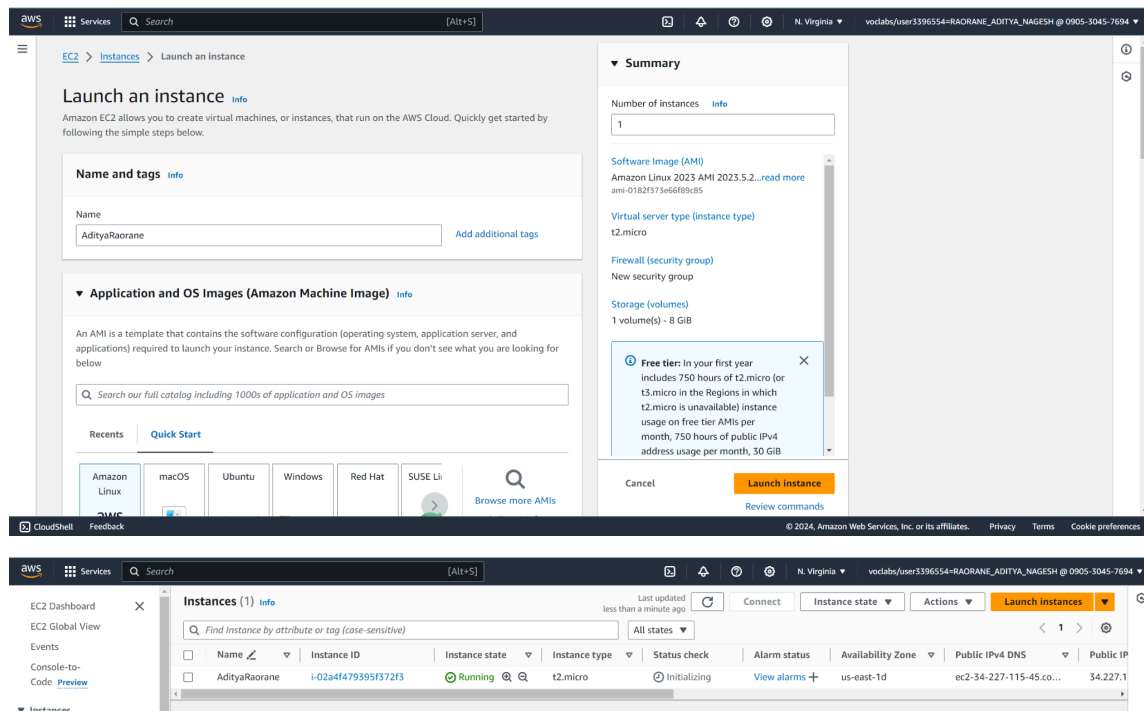 aws Services Search [Alt+S] N. Virginia voclabs/user3396554=RAORANE_ADITYA_NAGESH @ 0905-3045-7694
EC2 > Instances > Launch an instance
Launch an instance Info
Amazon EC2 allows you to create virtual machines, or instances, that run on the AWS Cloud. Quickly get started by
following the simple steps below.
Name and tags Info
Name
AdityaRaorane Add additional tags
Application and OS Images (Amazon Machine Image) Info
An AMI is a template that contains the software configuration (operating system, application server, and
applications) required to launch your instance. Search or Browse for AMIs if you don't see what you are looking for
below
Search our full catalog including 1000s of application and OS images
Recents Quick Start
Amazon Linux
macOS
Ubuntu
Windows
Red Hat
SUSE Li
aws
Browse more AMIs
Summary
Number of instances Info
1
Software Image (AMI)
Amazon Linux 2023 AMI 2023.5.2...read more
ami-0182f373e66f89c85
Virtual server type (instance type)
t2.micro
Firewall (security group)
New security group
Storage (volumes)
1 volume(s) - 8 GiB
Free tier: In your first year
includes 750 hours of t2.micro (or
t3.micro in the Regions in which
t2.micro is unavailable) instance
usage on free tier AMIs per
month, 750 hours of public IPv4
address usage per month, 30 GiB
Cancel Launch instance
Review commands
CloudShell Feedback © 2024, Amazon Web Services, Inc. or its affiliates. Privacy Terms Cookie preferences
aws Services Search [Alt+S] N. Virginia voclabs/user3396554=RAORANE_ADITYA_NAGESH @ 0905-3045-7694
EC2 Dashboard
EC2 Global View
Events
Console-to-
Code Preview
Instances
Instances (1) Info Last updated
less than a minute ago Connect Instance state Actions Launch instances
Find Instance by attribute or tag (case-sensitive) All states < 1 >
Name Instance ID Instance state Instance type Status check Alarm status Availability Zone Public IPv4 DNS Public IP
AdityaRaorane i-02a4f479395f372f3 Running t2.micro Initializing View alarms + us-east-1d ec2-34-227-115-45.co... 34.227.1